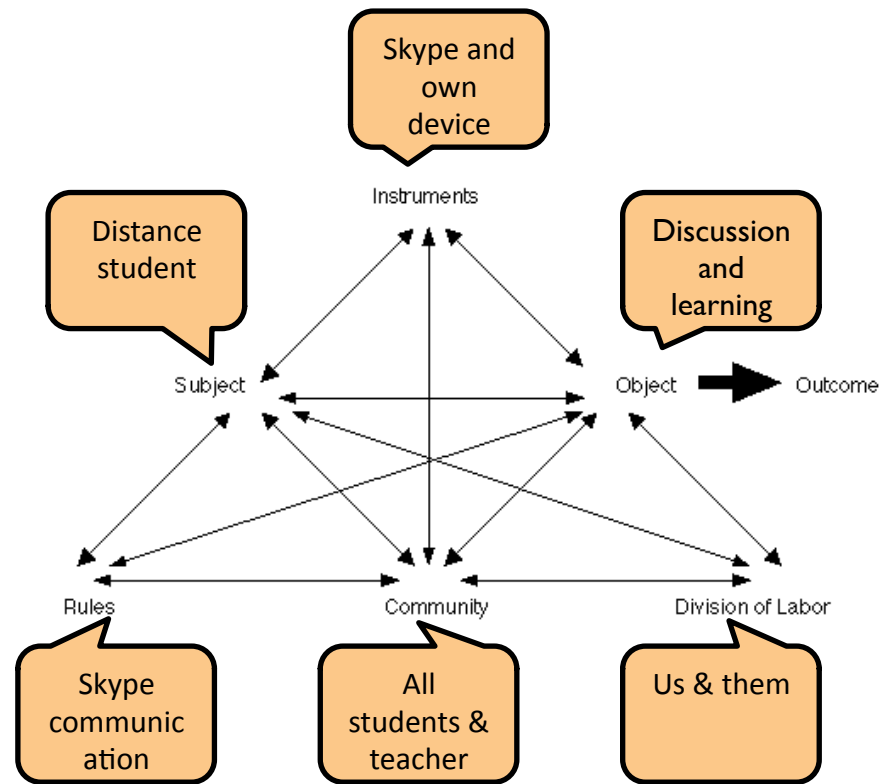 Skype and
own
device
Instruments
Distance
student
Discussion
and
learning
Subject
Object
Outcome
Rules
Community
Division of Labor
Skype
communic
ation
All
students &
teacher
Us & them